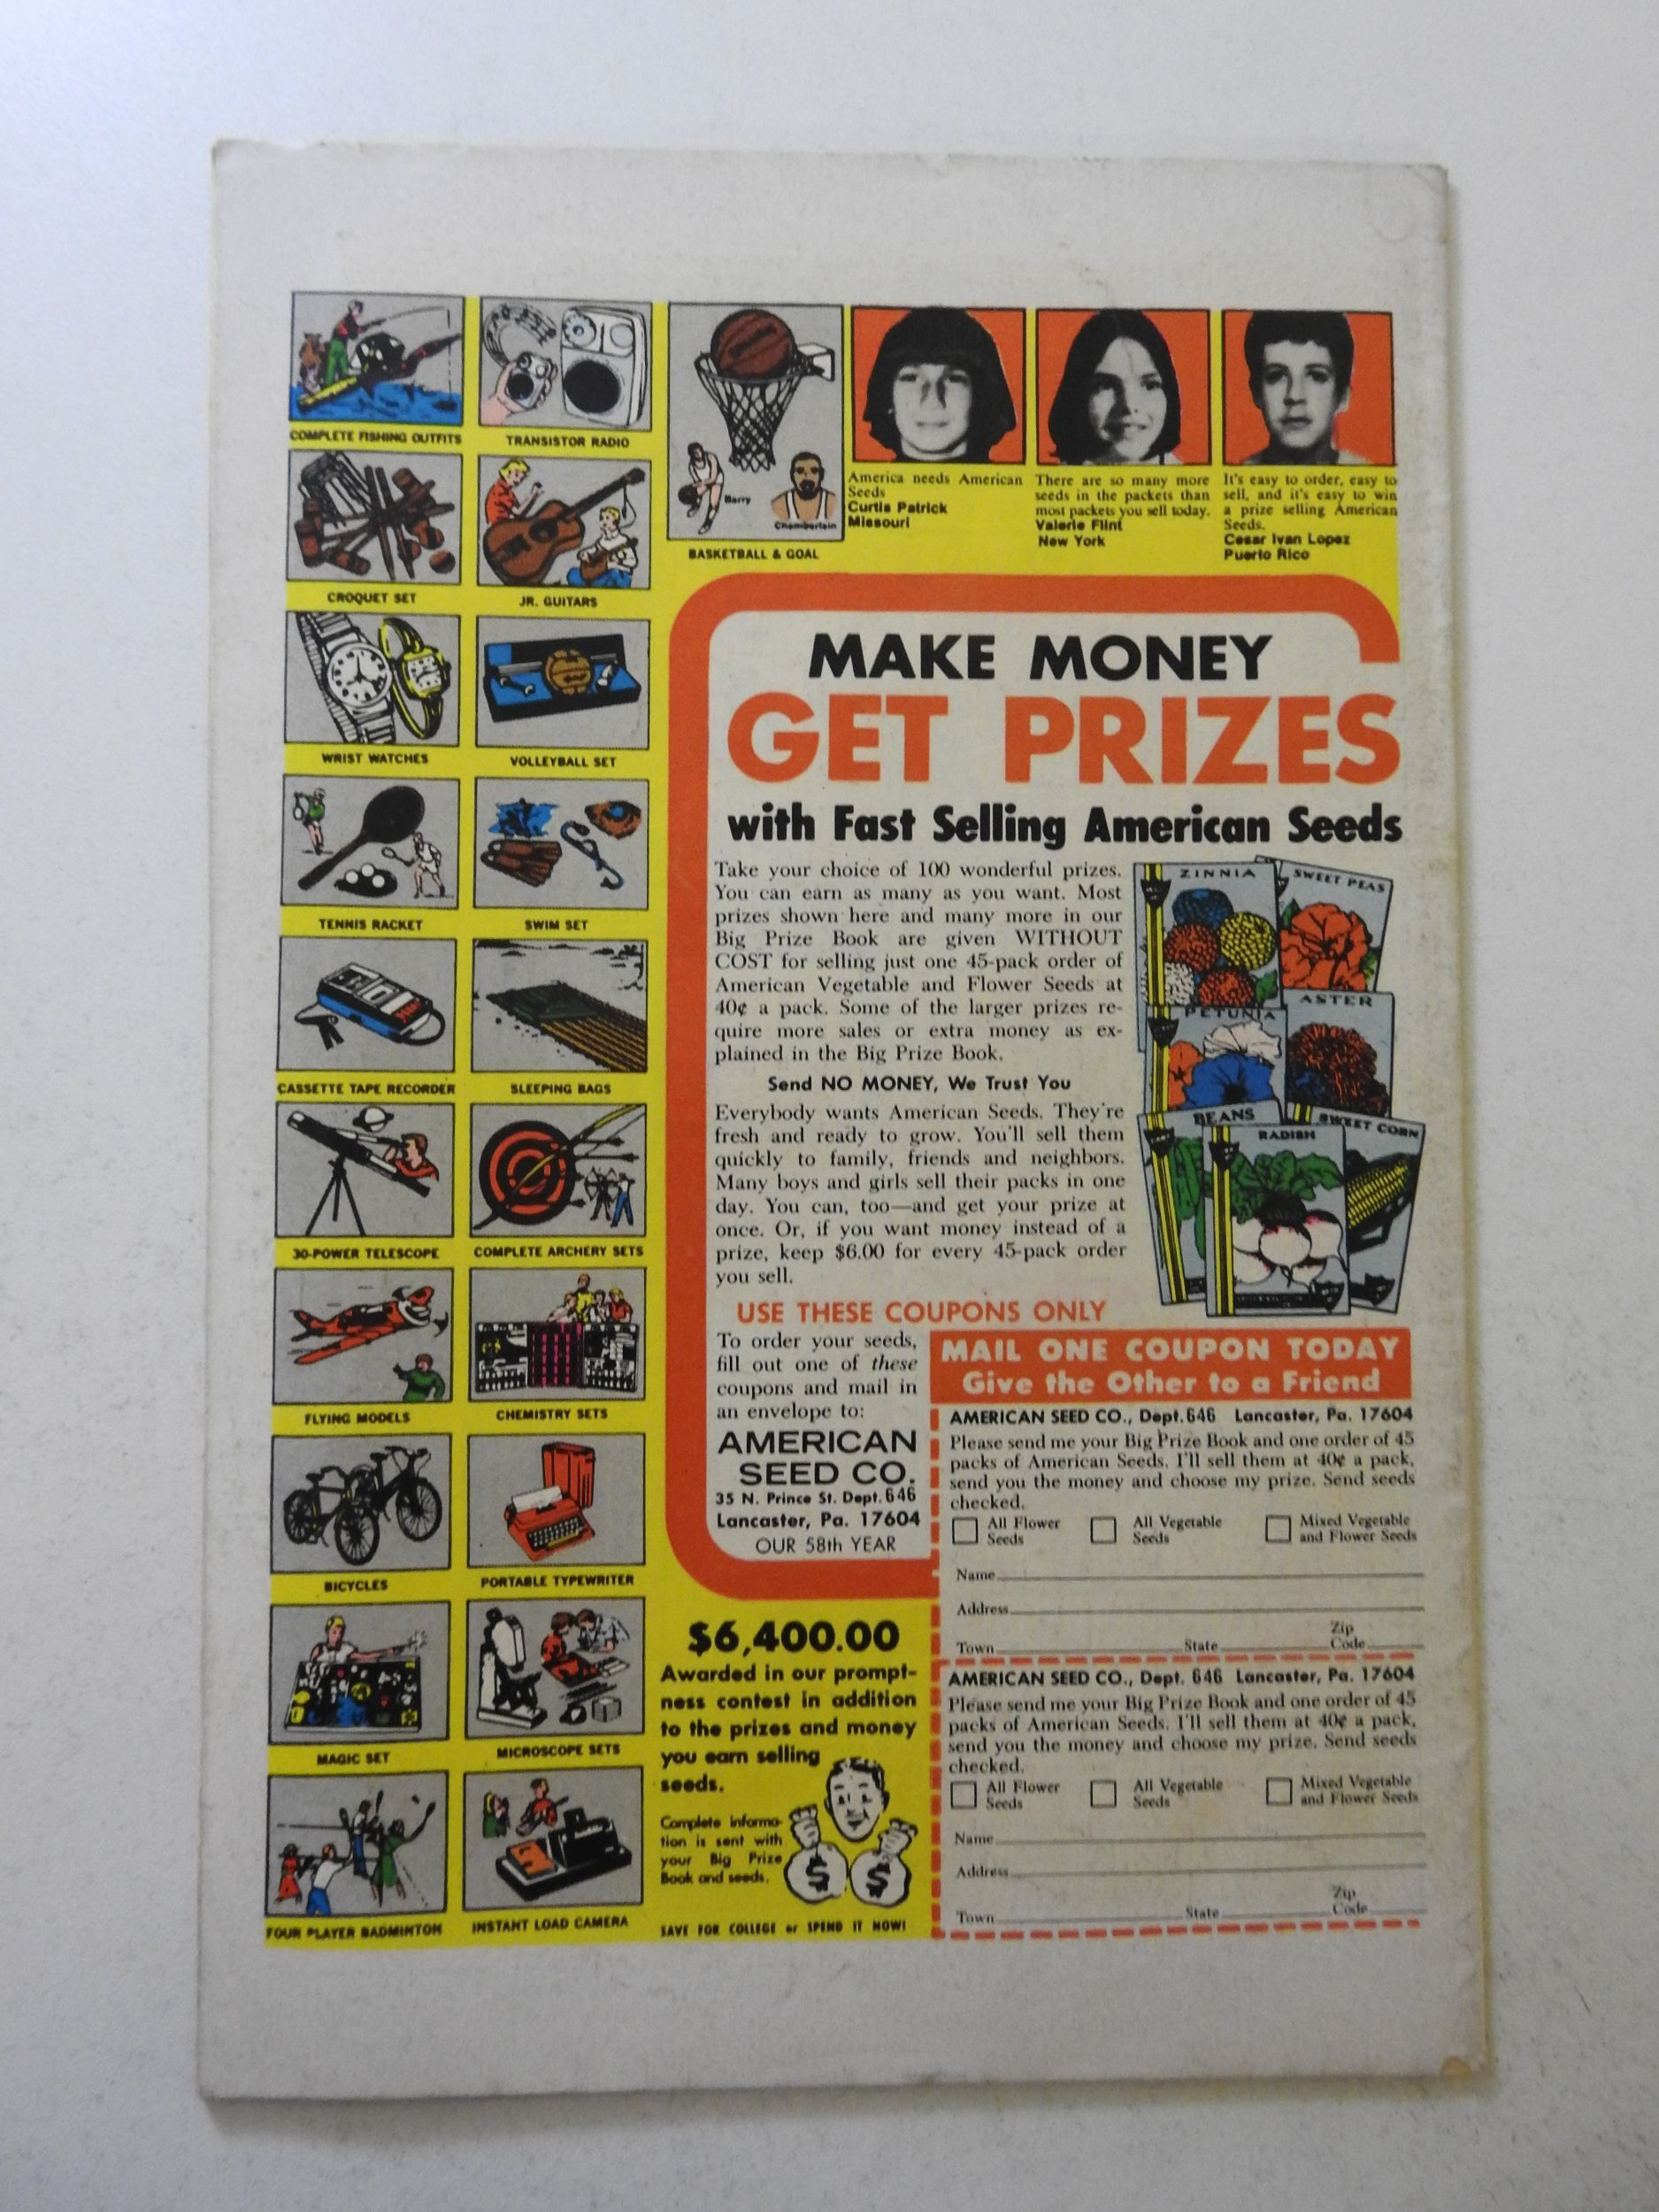 COMPLETE FISHING OUTFITS
TRANSISTOR RADIO
CROQUET SET
JR. GUITARS
WRIST WATCHES
VOLLEYBALL SET
TENNIS RACKET
SWIM SET
CASSETTE TAPE RECORDER
SLEEPING BAGS
30-POWER TELESCOPE
COMPLETE ARCHERY SETS
FLYING MODELS
CHEMISTRY SETS
BICYCLES
PORTABLE TYPEWRITER
MAGIC SET
MICROSCOPE SETS
FOUR PLAYER BADMINTON
INSTANT LOAD CAMERA
Barry
Chamberlain
BASKETBALL & GOAL
America needs American
Seeds
Curtis Patrick
Missouri
There are so many more
seeds in the packets than
most packets you sell today.
Valerie Flint
New York
It's easy to order, easy to
sell, and it's easy to win
a prize selling American
Seeds.
Cesar Ivan Lopez
Puerto Rico
MAKE MONEY
GET PRIZES
with Fast Selling American Seeds
Take your choice of 100 wonderful prizes.
You can earn as many as you want. Most
prizes shown here and many more in our
Big Prize Book are given WITHOUT
COST for selling just one 45-pack order of
American Vegetable and Flower Seeds at
40¢ a pack. Some of the larger prizes re-
quire more sales or extra money as ex-
plained in the Big Prize Book.
Send NO MONEY, We Trust You
Everybody wants American Seeds. They're
fresh and ready to grow. You'll sell them
quickly to family, friends and neighbors.
Many boys and girls sell their packs in one
day. You can, too—and get your prize at
once. Or, if you want money instead of a
prize, keep $6.00 for every 45-pack order
you sell.
ZINNIA
SWEET PEAS
PETUNIA
ASTER
BEANS
RADISH
SWEET CORN
USE THESE COUPONS ONLY
To order your seeds,
fill out one of these
coupons and mail in
an envelope to:
AMERICAN
SEED CO.
35 N. Prince St. Dept. 646
Lancaster, Pa. 17604
OUR 58th YEAR
MAIL ONE COUPON TODAY
Give the Other to a Friend
AMERICAN SEED CO., Dept. 646 Lancaster, Pa. 17604
Please send me your Big Prize Book and one order of 45
packs of American Seeds. I'll sell them at 40¢ a pack,
send you the money and choose my prize. Send seeds
checked.
All Flower Seeds
All Vegetable Seeds
Mixed Vegetable and Flower Seeds
Name
Address
Town State Zip Code
AMERICAN SEED CO., Dept. 646 Lancaster, Pa. 17604
Please send me your Big Prize Book and one order of 45
packs of American Seeds. I'll sell them at 40¢ a pack,
send you the money and choose my prize. Send seeds
checked.
All Flower Seeds
All Vegetable Seeds
Mixed Vegetable and Flower Seeds
Name
Address
Town State Zip Code
$6,400.00
Awarded in our prompt-
ness contest in addition
to the prizes and money
you earn selling
seeds.
Complete informa-
tion is sent with
your Big Prize
Book and seeds.
$ $
SAVE FOR COLLEGE or SPEND IT NOW!